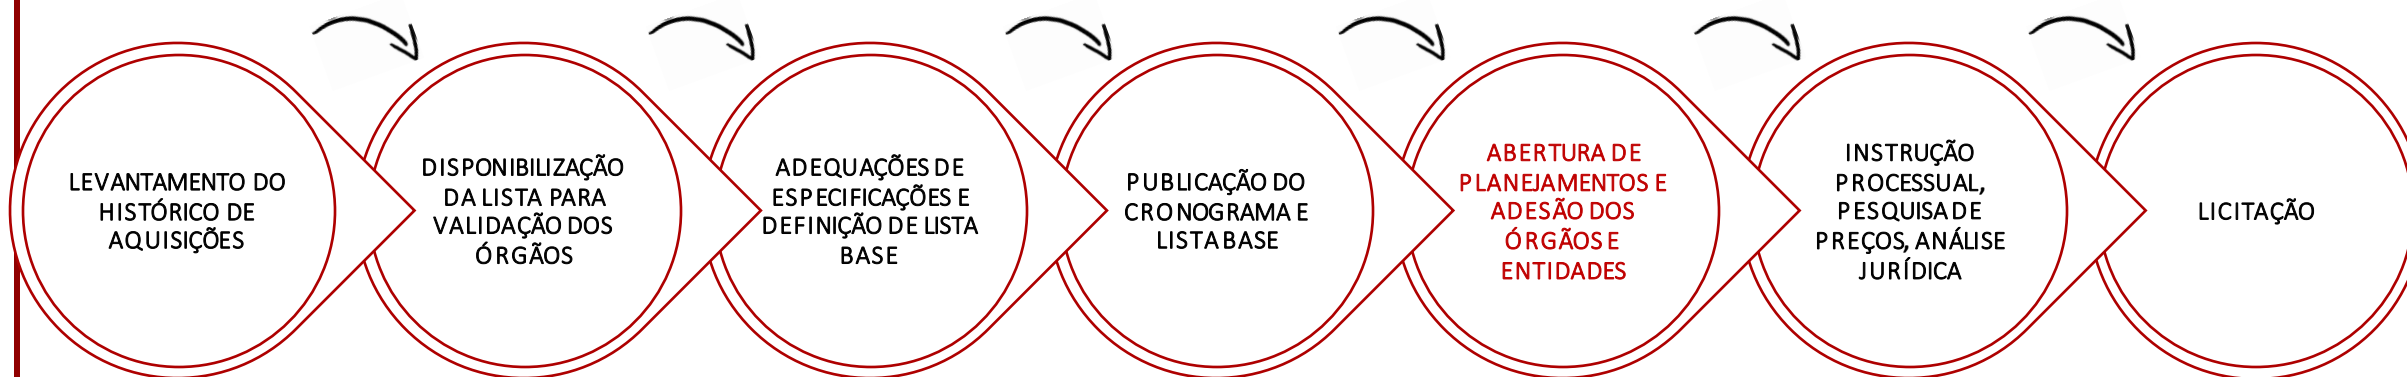 LEVANTAMENTO DO
HISTÓRICO DE
AQUISIÇÕES
DISPONIBILIZAÇÃO
DA LISTA PARA
VALIDAÇÃO DOS
ÓRGÃOS
ADEQUAÇÕES DE
ESPECIFICAÇÕES E
DEFINIÇÃO DE LISTA
BASE
PUBLICAÇÃO DO
CRONOGRAMA E
LISTA BASE
ABERTURA DE
PLANEJAMENTOS E
ADESÃO DOS
ÓRGÃOS E
ENTIDADES
INSTRUÇÃO
PROCESSUAL,
PESQUISA DE
PREÇOS, ANÁLISE
JURÍDICA
LICITAÇÃO